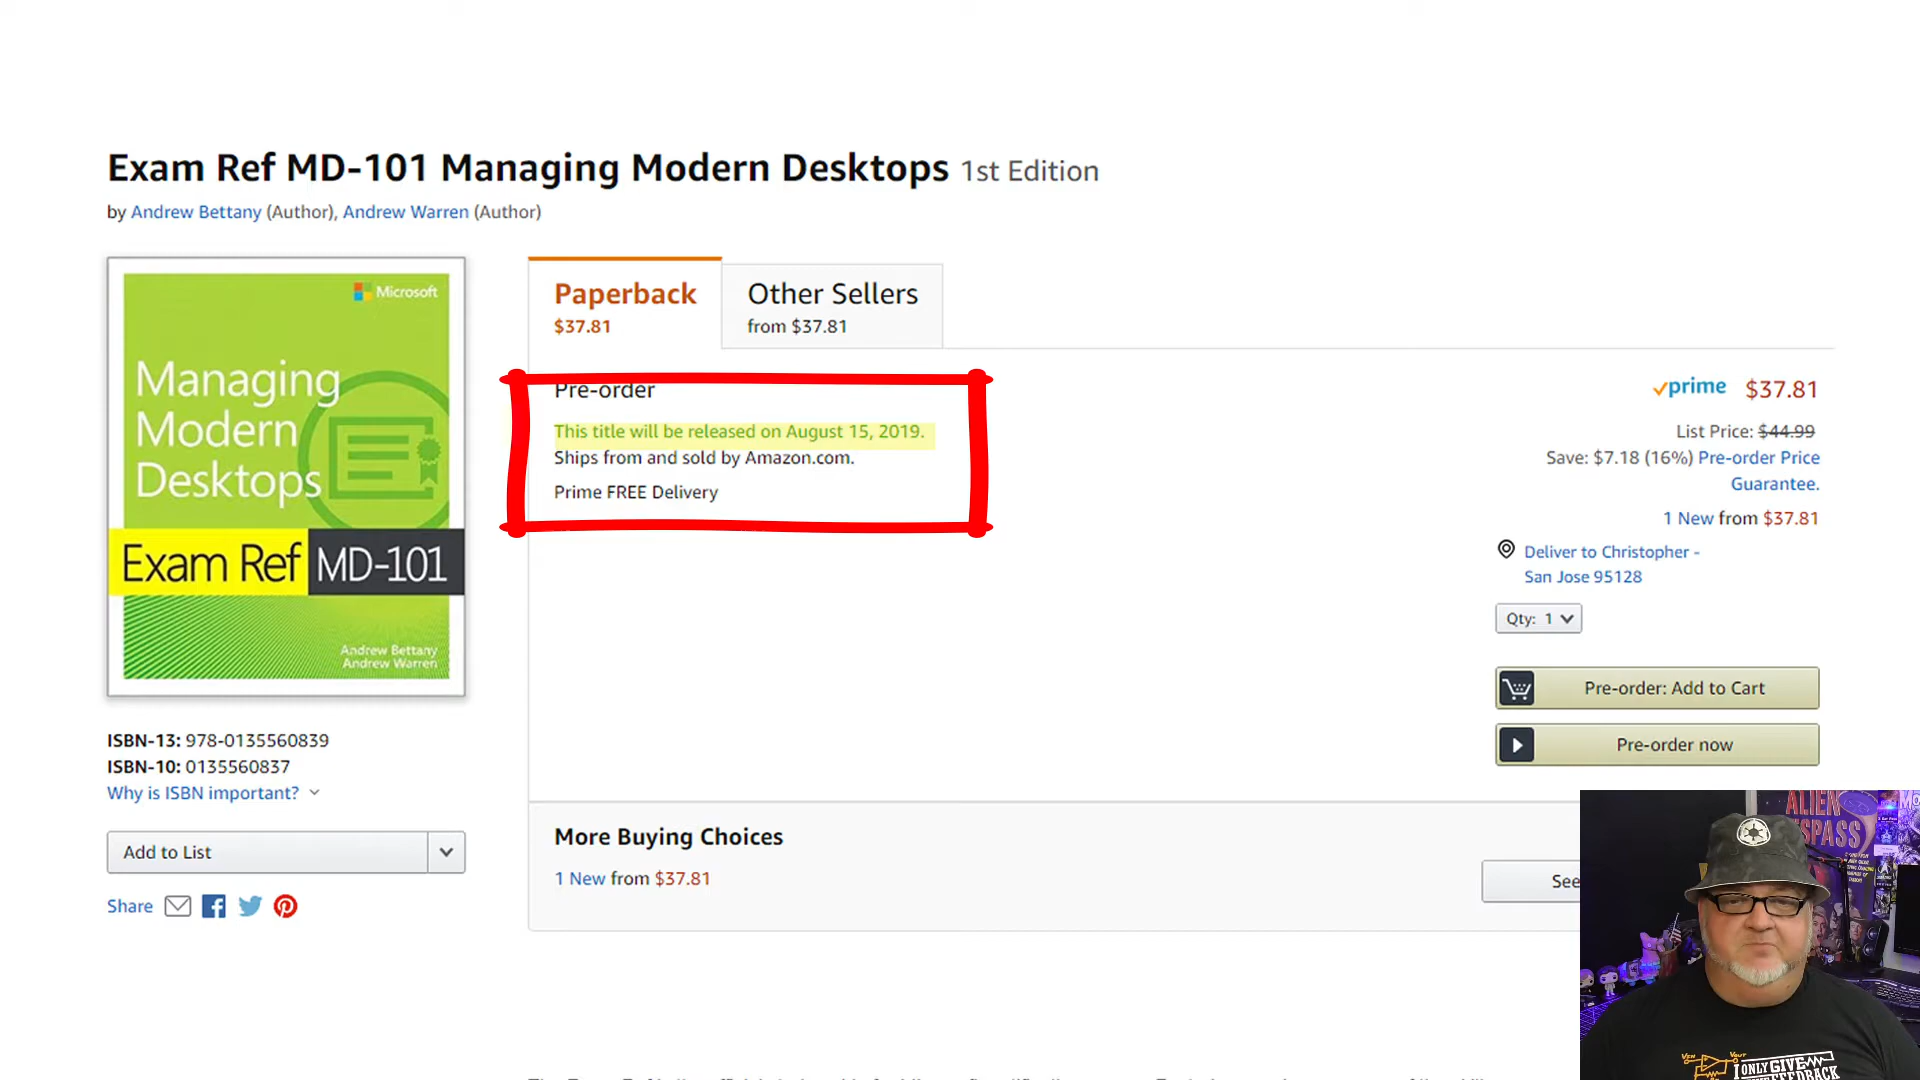 Exam Ref MD-101 Managing Modern Desktops 1st Edition
by Andrew Bettany (Author), Andrew Warren (Author)
Microsoft
Managing
Modern
Desktops
Exam Ref MD-101
Andrew Bettany
Andrew Warren
ISBN-13: 978-0135560839
ISBN-10: 0135560837
Why is ISBN important?
Add to List
Share
Paperback
$37.81
Other Sellers
from $37.81
Pre-order
This title will be released on August 15, 2019.
Ships from and sold by Amazon.com.
Prime FREE Delivery
prime $37.81
List Price: $44.99
Save: $7.18 (16%) Pre-order Price
Guarantee.
1 New from $37.81
Deliver to Christopher -
San Jose 95128
Qty: 1
Pre-order: Add to Cart
Pre-order now
More Buying Choices
1 New from $37.81
See
ALIEN
I ONLY GIVE
FEEDBACK